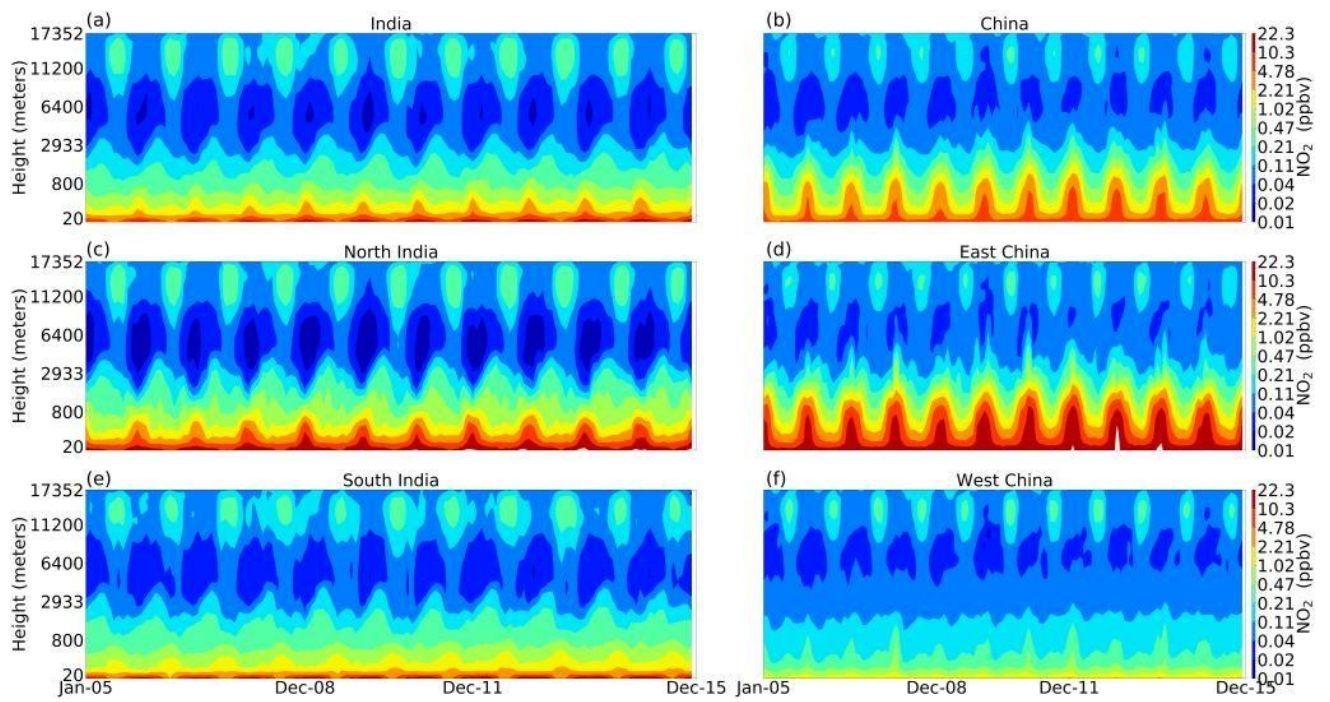 (a)
India
(b)
China
17352
11200
6400
2933
800
20
Height (meters)
22.3
10.3
4.78
2.21
1.02
0.47
0.21
0.11
0.04
0.02
0.01
NO2 (ppbv)
(c)
North India
(d)
East China
17352
11200
6400
2933
800
20
Height (meters)
22.3
10.3
4.78
2.21
1.02
0.47
0.21
0.11
0.04
0.02
0.01
NO2 (ppbv)
(e)
South India
(f)
West China
17352
11200
6400
2933
800
20
Height (meters)
22.3
10.3
4.78
2.21
1.02
0.47
0.21
0.11
0.04
0.02
0.01
NO2 (ppbv)
Jan-05 Dec-08 Dec-11 Dec-15
Jan-05 Dec-08 Dec-11 Dec-15